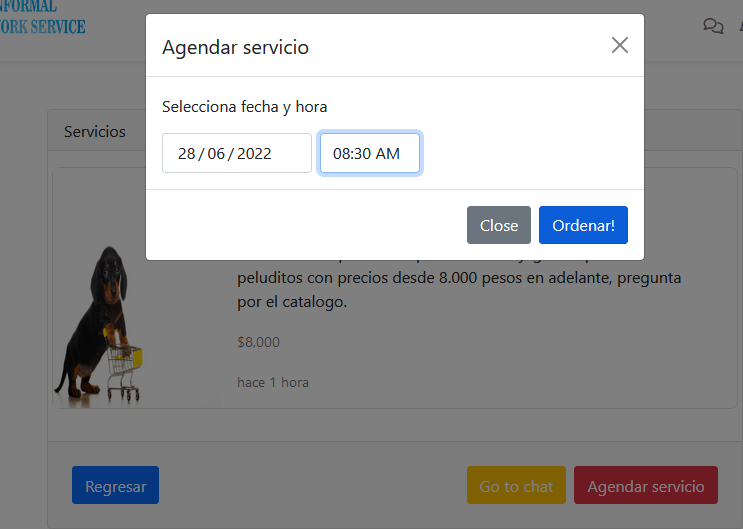 NFORMAL
ORK SERVICE
Agendar servicio
Selecciona fecha y hora
28/06/2022 08:30 AM
Close Ordenar!
Servicios
peluditos con precios desde 8.000 pesos en adelante, pregunta
por el catalogo.
$8,000
hace 1 hora
Regresar Go to chat Agendar servicio